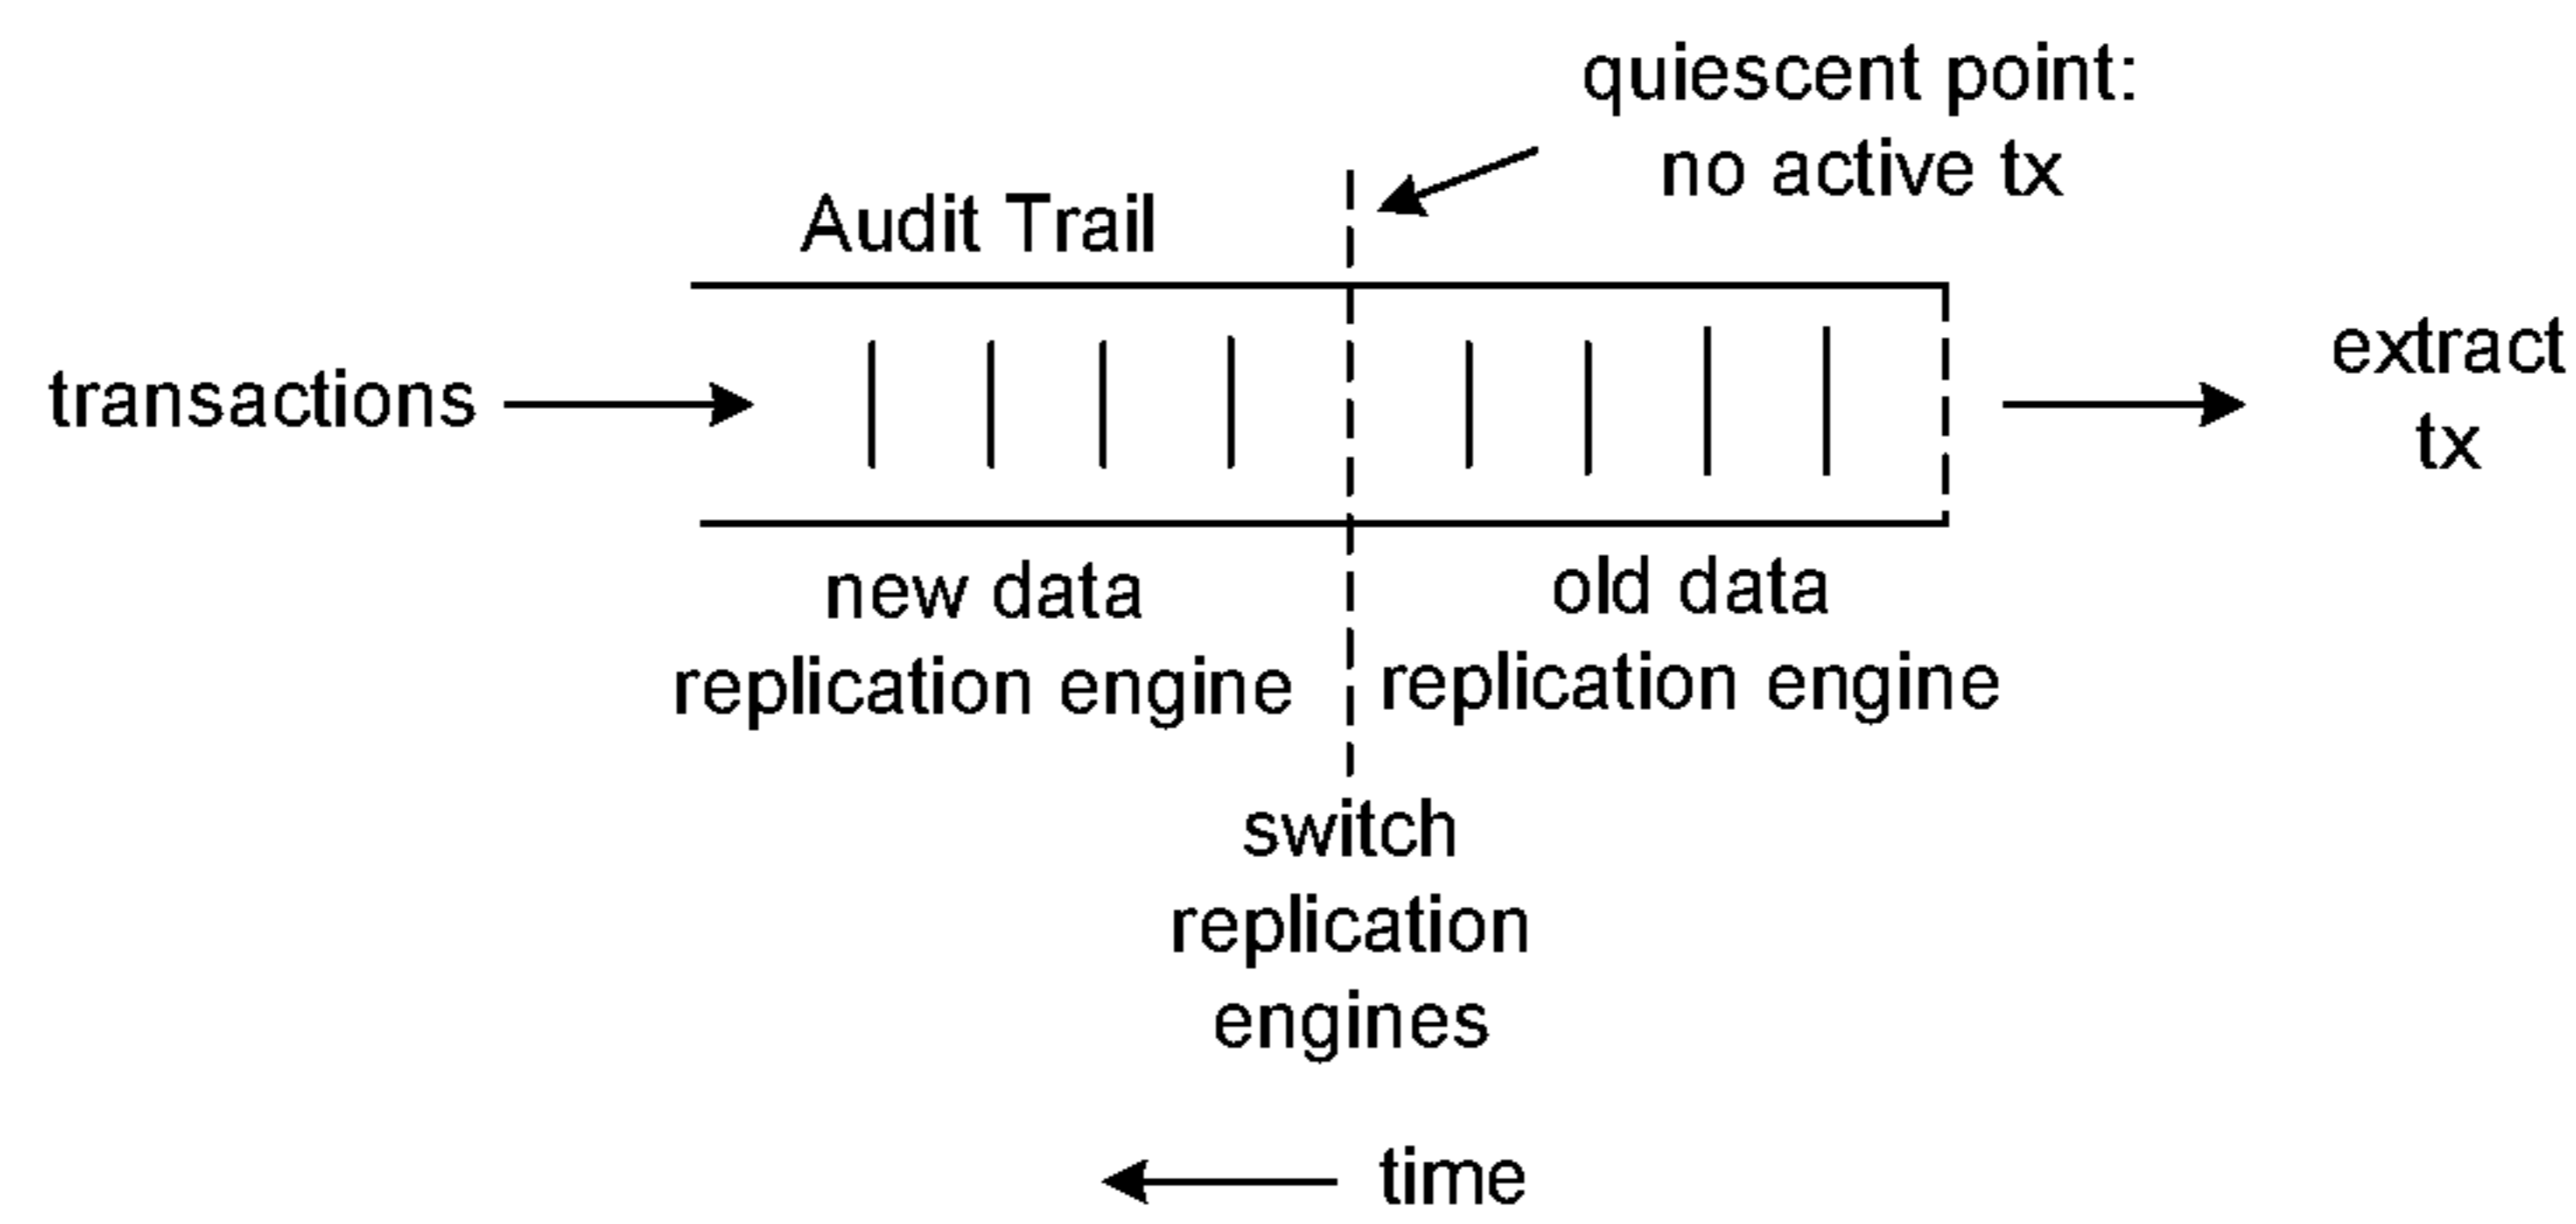 quiescent point:
no active tx
Audit Trail
transactions
extract
tx
new data
replication engine
old data
replication engine
switch
replication
engines
time